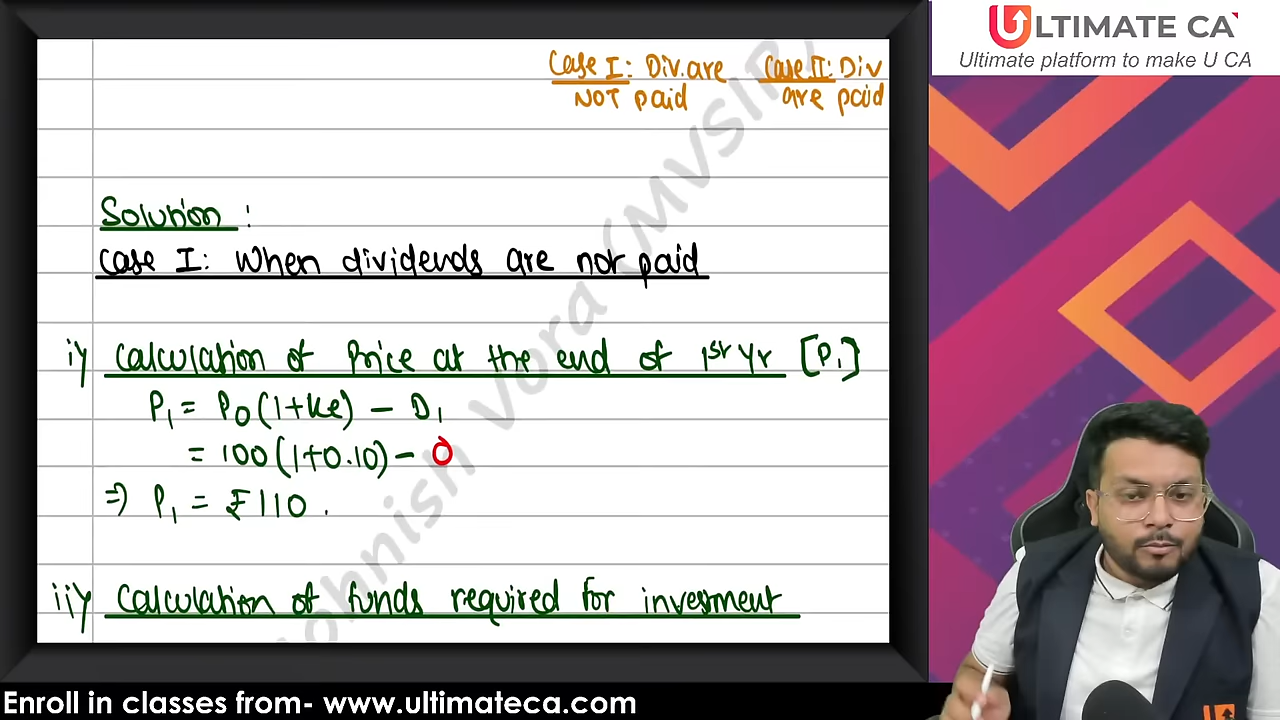 Case I: Div. are NOT paid
Case II: Div are paid
Solution:
Case I: When dividends are not paid
i) Calculation of Price at the end of 1st Yr [P1]
P1 = P0 (1+Ke) - D1
= 100 (1+0.10) - 0
⇒ P1 = ₹110.
ii) Calculation of funds required for investment
ohnish Vora (MVSIR)
ULTIMATE CA
Ultimate platform to make U CA
Enroll in classes from- www.ultimateca.com